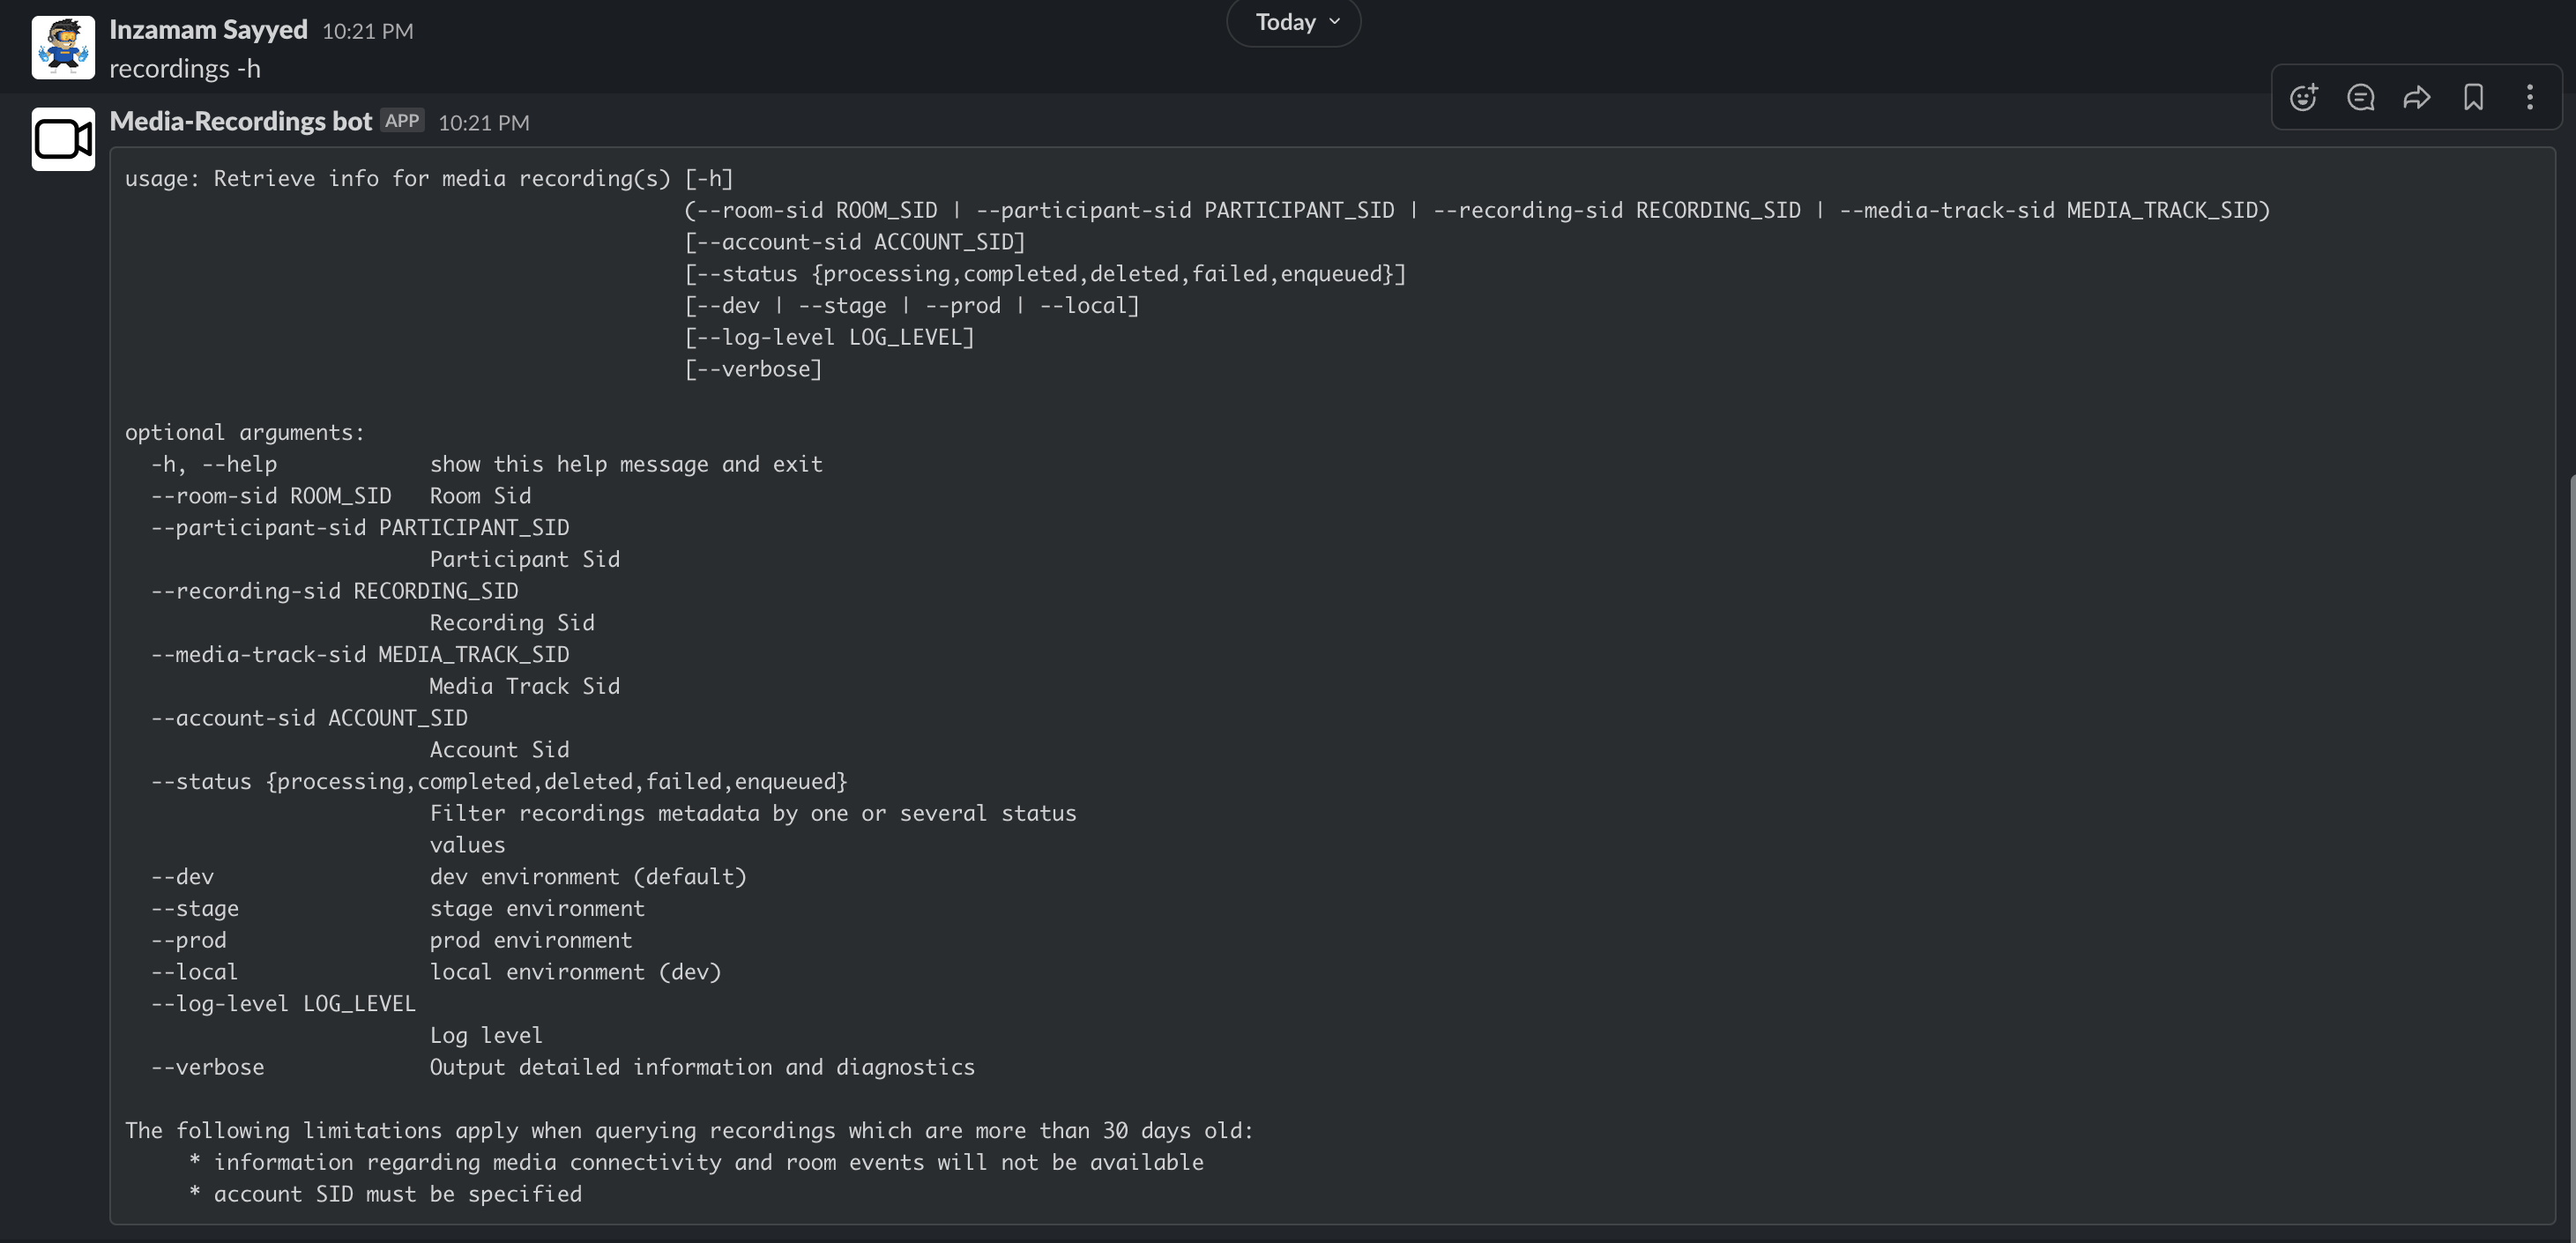 Today
Inzamam Sayyed 10:21 PM
recordings -h
Media-Recordings bot APP 10:21 PM
usage: Retrieve info for media recording(s) [-h]
(--room-sid ROOM_SID | --participant-sid PARTICIPANT_SID | --recording-sid RECORDING_SID | --media-track-sid MEDIA_TRACK_SID)
[--account-sid ACCOUNT_SID]
[--status {processing,completed,deleted,failed,enqueued}]
[--dev | --stage | --prod | --local]
[--log-level LOG_LEVEL]
[--verbose]
optional arguments:
-h, --help show this help message and exit
--room-sid ROOM_SID Room Sid
--participant-sid PARTICIPANT_SID
Participant Sid
--recording-sid RECORDING_SID
Recording Sid
--media-track-sid MEDIA_TRACK_SID
Media Track Sid
--account-sid ACCOUNT_SID
Account Sid
--status {processing,completed,deleted,failed,enqueued}
Filter recordings metadata by one or several status
values
--dev dev environment (default)
--stage stage environment
--prod prod environment
--local local environment (dev)
--log-level LOG_LEVEL
Log level
--verbose Output detailed information and diagnostics
The following limitations apply when querying recordings which are more than 30 days old:
* information regarding media connectivity and room events will not be available
* account SID must be specified